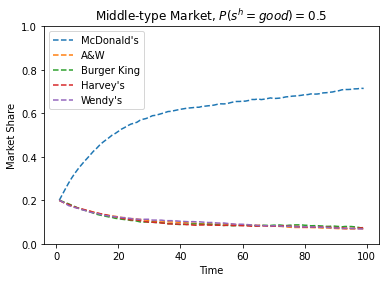 Middle-type Market, P(s^h = good) = 0.5
McDonald's
A&W
Burger King
Harvey's
Wendy's
Market Share
1.0
0.8
0.6
0.4
0.2
0.0
0 20 40 60 80 100
Time